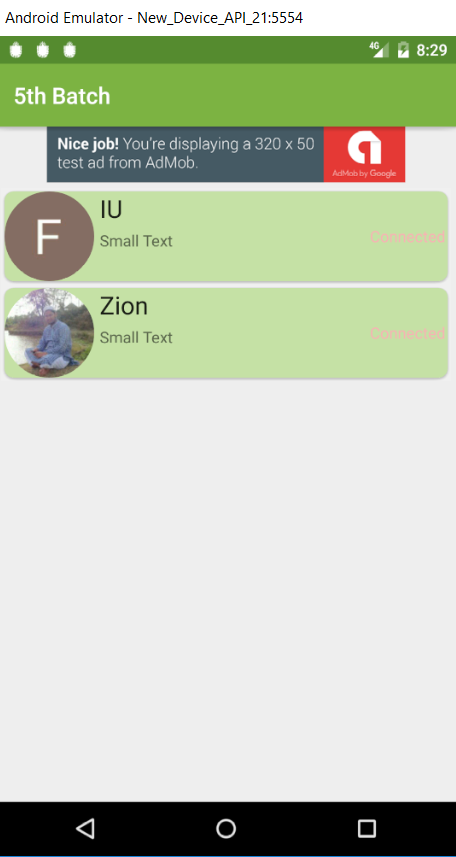 Android Emulator - New_Device_API_21:5554
4G 8:29
5th Batch
Nice job! You're displaying a 320 x 50
test ad from AdMob.
AdMob by Google
F
IU
Small Text
Connected
Zion
Small Text
Connected